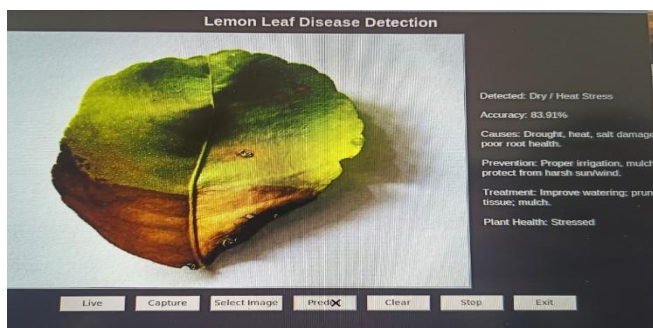 Lemon Leaf Disease Detection
Detected: Dry / Heat Stress
Accuracy: 83.91%
Causes: Drought, heat, salt damage
poor root health.
Prevention: Proper irrigation, mulch
protect from harsh sun/wind.
Treatment: Improve watering; prun
tissue; mulch.
Plant Health: Stressed
Live
Capture
Select Image
Predi
Clear
Stop
Exit